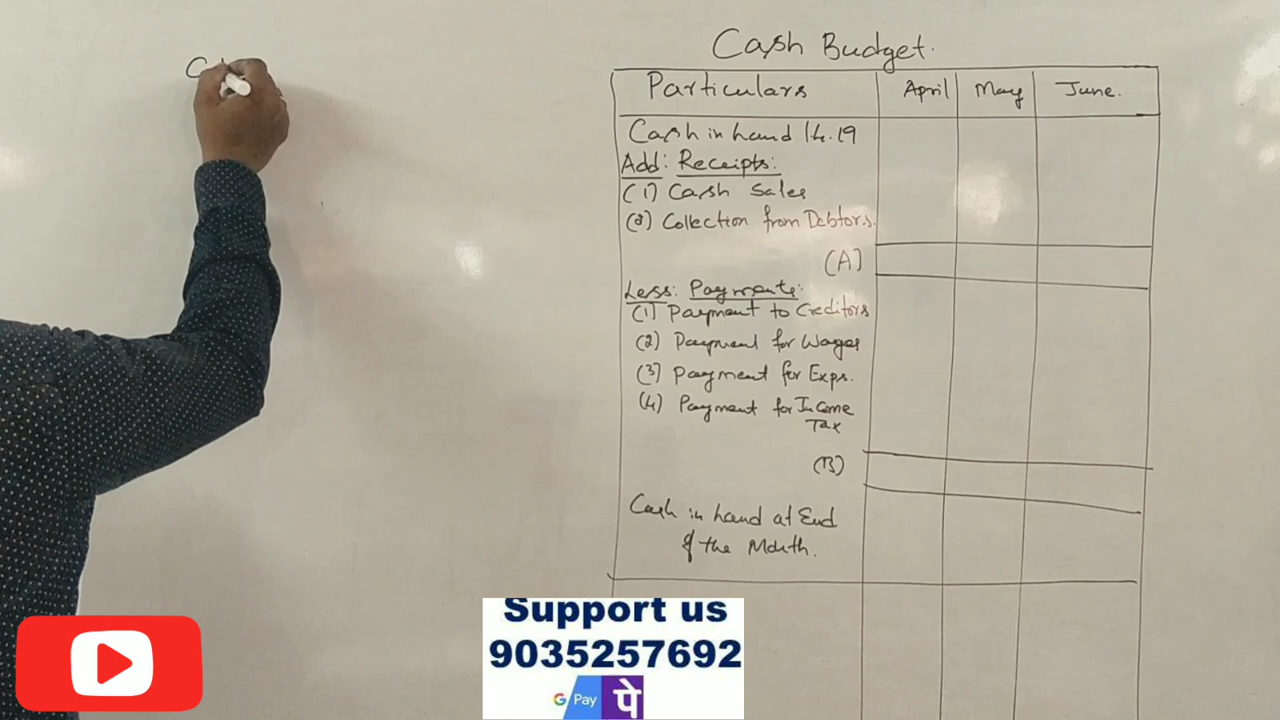 Cash Budget.
Particulars April May June.
Cash in hand 1.4.19
Add: Receipts:
(1) Cash Sales
(2) Collection from Debtors.
(A)
Less: Payments:
(1) Payment to Creditors
(2) Payment for Wages
(3) Payment for Exps.
(4) Payment for Income
Tax
(B)
Cash in hand at End
of the Month.
Support us
9035257692
G Pay पे